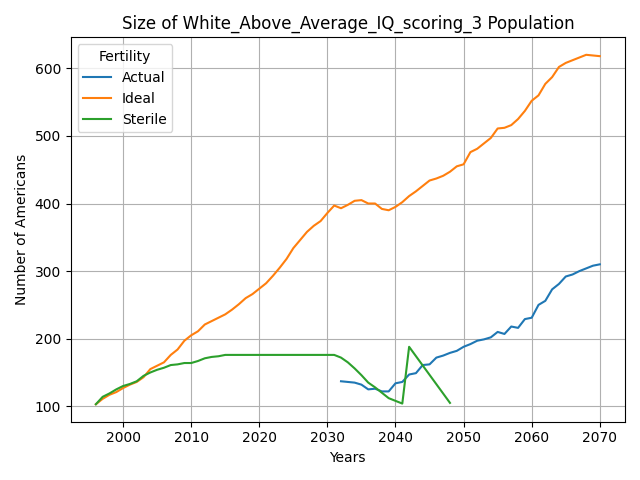 Size of White_Above_Average_IQ_scoring_3 Population
Fertility
Actual
Ideal
Sterile
Number of Americans
600
500
400
300
200
100
2000 2010 2020 2030 2040 2050 2060 2070
Years